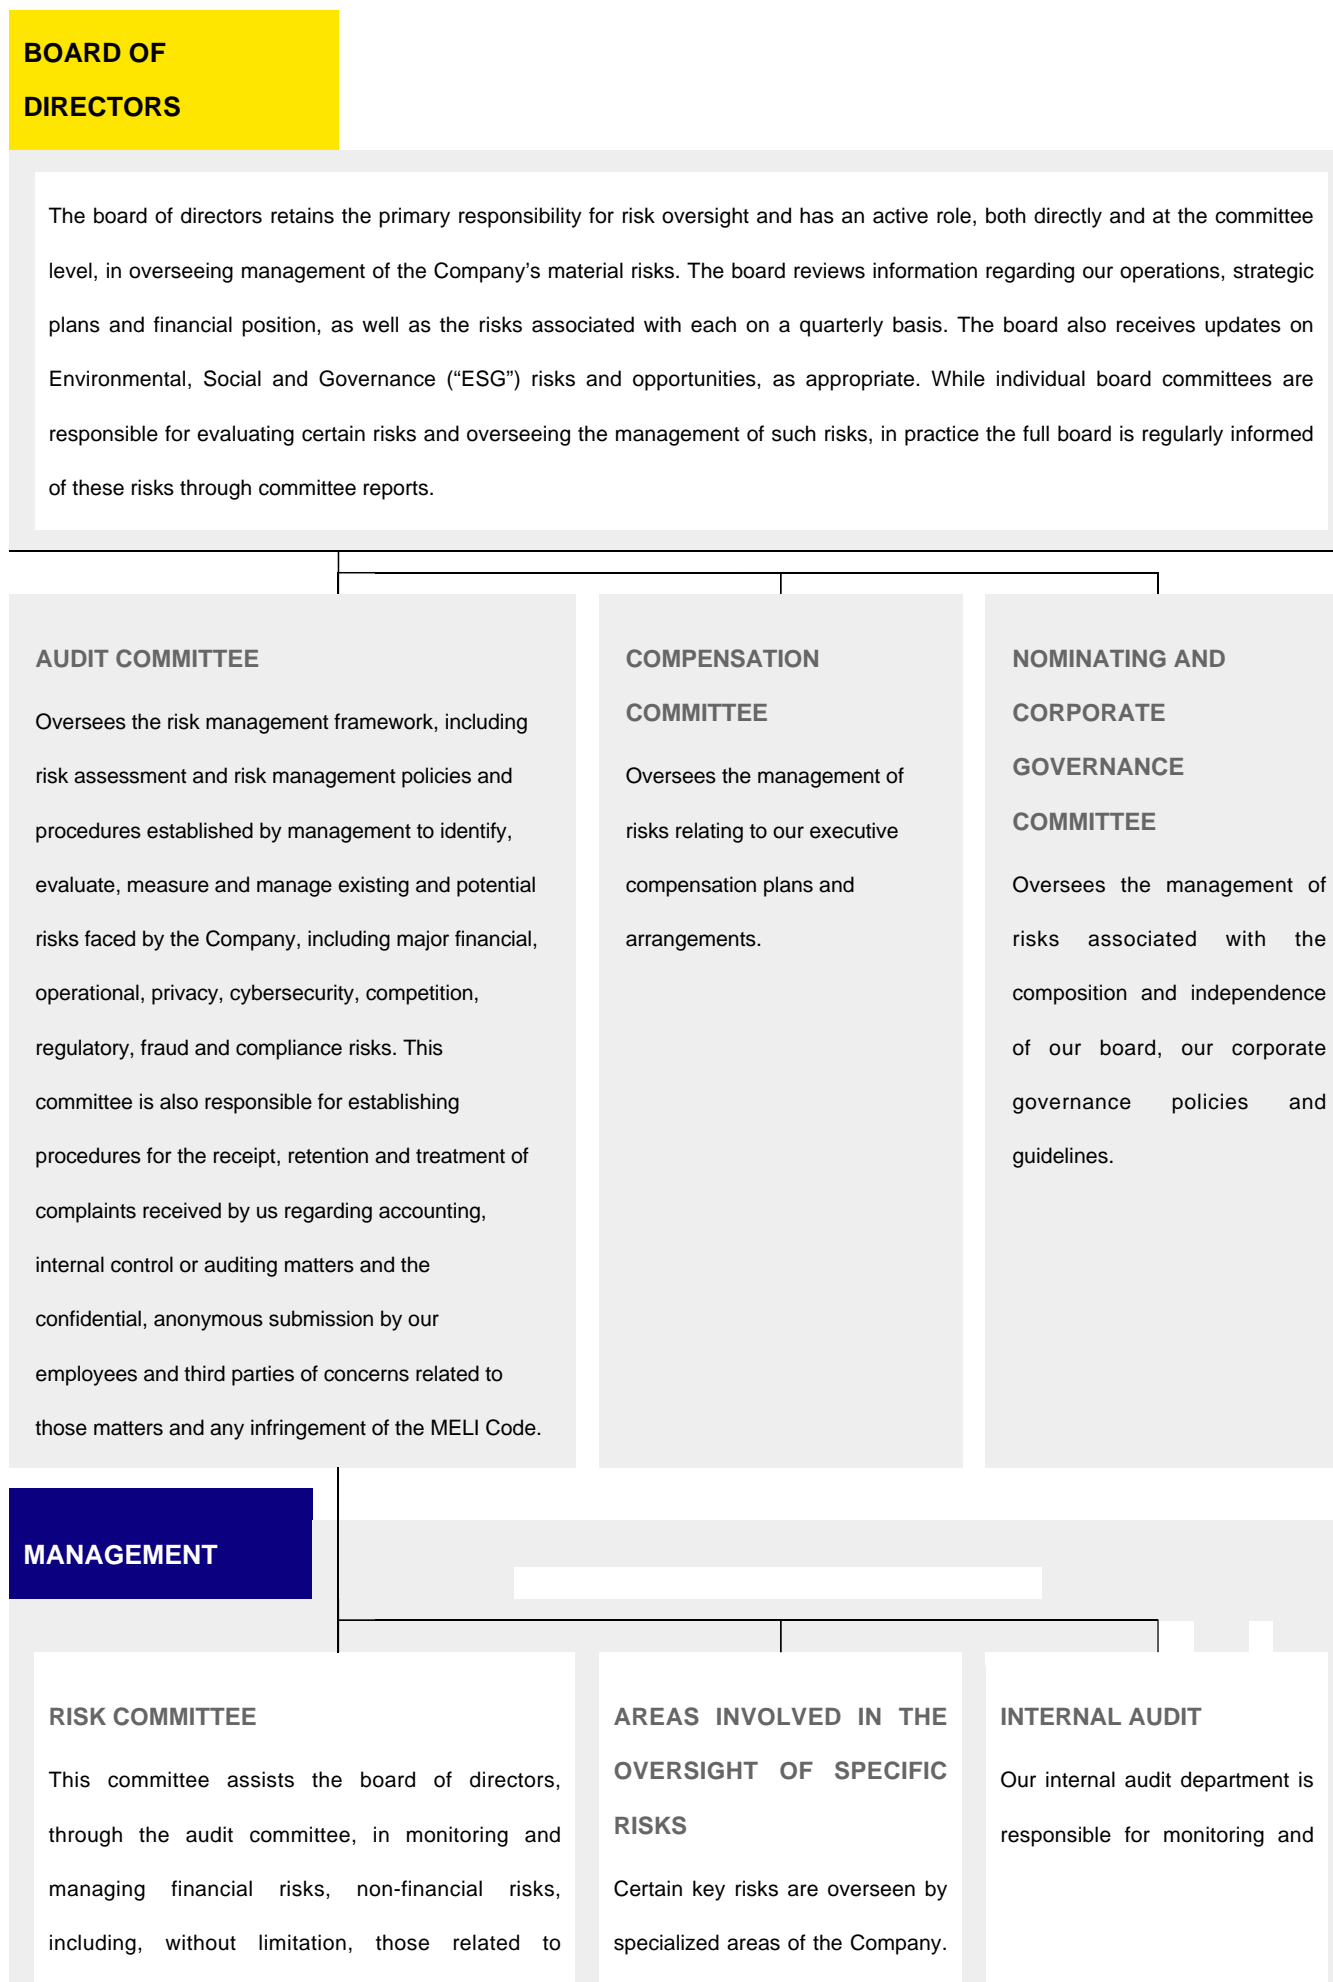 BOARD OF
DIRECTORS
The board of directors retains the primary responsibility for risk oversight and has an active role, both directly and at the committee
level, in overseeing management of the Company’s material risks. The board reviews information regarding our operations, strategic
plans and financial position, as well as the risks associated with each on a quarterly basis. The board also receives updates on
Environmental, Social and Governance (“ESG”) risks and opportunities, as appropriate. While individual board committees are
responsible for evaluating certain risks and overseeing the management of such risks, in practice the full board is regularly informed
of these risks through committee reports.
AUDIT COMMITTEE
Oversees the risk management framework, including
risk assessment and risk management policies and
procedures established by management to identify,
evaluate, measure and manage existing and potential
risks faced by the Company, including major financial,
operational, privacy, cybersecurity, competition,
regulatory, fraud and compliance risks. This
committee is also responsible for establishing
procedures for the receipt, retention and treatment of
complaints received by us regarding accounting,
internal control or auditing matters and the
confidential, anonymous submission by our
employees and third parties of concerns related to
those matters and any infringement of the MELI Code.
COMPENSATION
COMMITTEE
Oversees the management of
risks relating to our executive
compensation plans and
arrangements.
NOMINATING AND
CORPORATE
GOVERNANCE
COMMITTEE
Oversees the management of
risks associated with the
composition and independence
of our board, our corporate
governance policies and
guidelines.
MANAGEMENT
RISK COMMITTEE
This committee assists the board of directors,
through the audit committee, in monitoring and
managing financial risks, non-financial risks,
including, without limitation, those related to
AREAS INVOLVED IN THE
OVERSIGHT OF SPECIFIC
RISKS
Certain key risks are overseen by
specialized areas of the Company.
INTERNAL AUDIT
Our internal audit department is
responsible for monitoring and